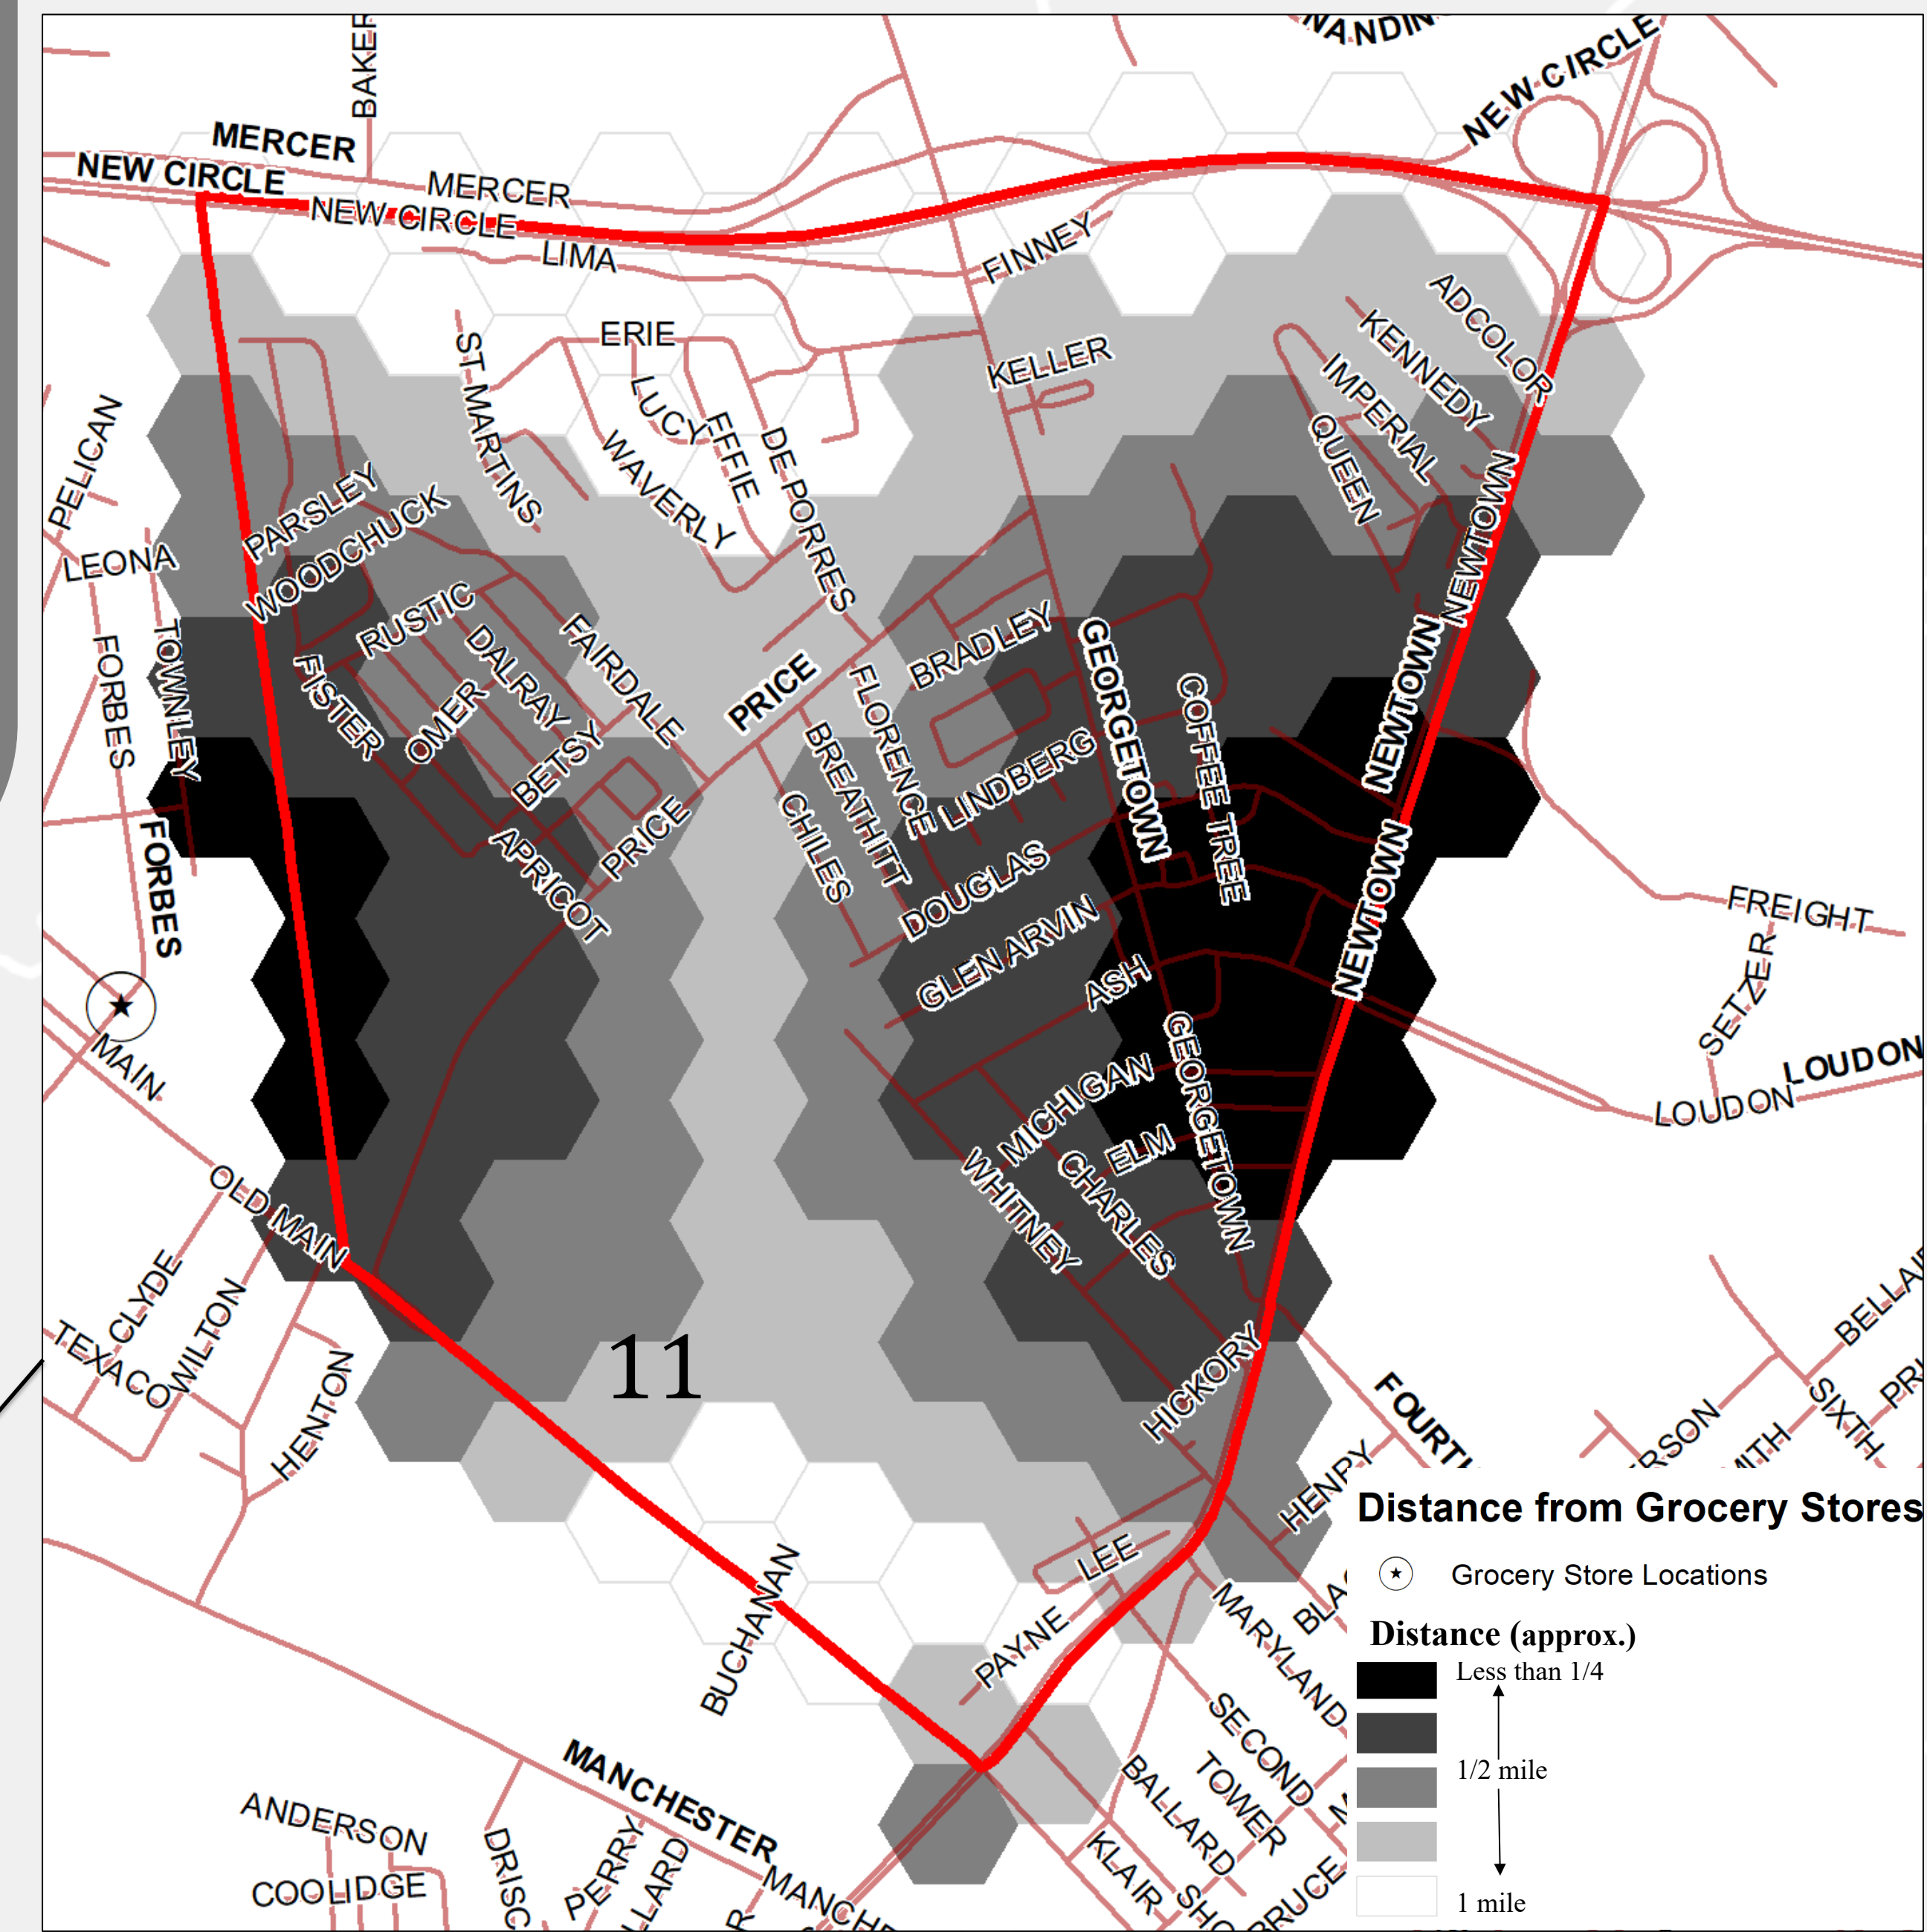 NEW CIRCLE
BAKER
MERCER
NEW CIRCLE
MERCER
NEW CIRCLE
LIMA
FINNEY
ADCOLOR
KENNEDY
IMPERIAL
QUEEN
KELLER
ERIE
ST MARTINS
LUCY
EFFIE
WAVERLY
DE PORRES
PELICAN
PARSLEY
WOODCHUCK
LEONA
NEWTOWN
RUSTIC
DALRAY
FAIRDALE
BRADLEY
GEORGETOWN
NEWTOWN
FORBES
TOWNLEY
FISTER
OMER
BETSY
PRICE
FLORENCE
COFFEE TREE
LINDBERG
BREATHITT
CHILES
PRICE
APRICOT
DOUGLAS
NEWTOWN
FORBES
GLEN ARVIN
ASH
FREIGHT
SETZER
MAIN
LOUDON
LOUDON
GEORGETOWN
MICHIGAN
ELM
CHARLES
WHITNEY
OLD MAIN
CLYDE
WILTON
TEXACO
HENTON
11
HICKORY
FOURTH
SIXTH
HENRY
LEE
BUCHANAN
PAYNE
MARYLAND
SECOND
TOWER
BALLARD
KLAIR
BRUCE
MANCHESTER
ANDERSON
COOLIDGE
PERRY
Distance from Grocery Stores
Grocery Store Locations
Distance (approx.)
Less than 1/4
1/2 mile
1 mile